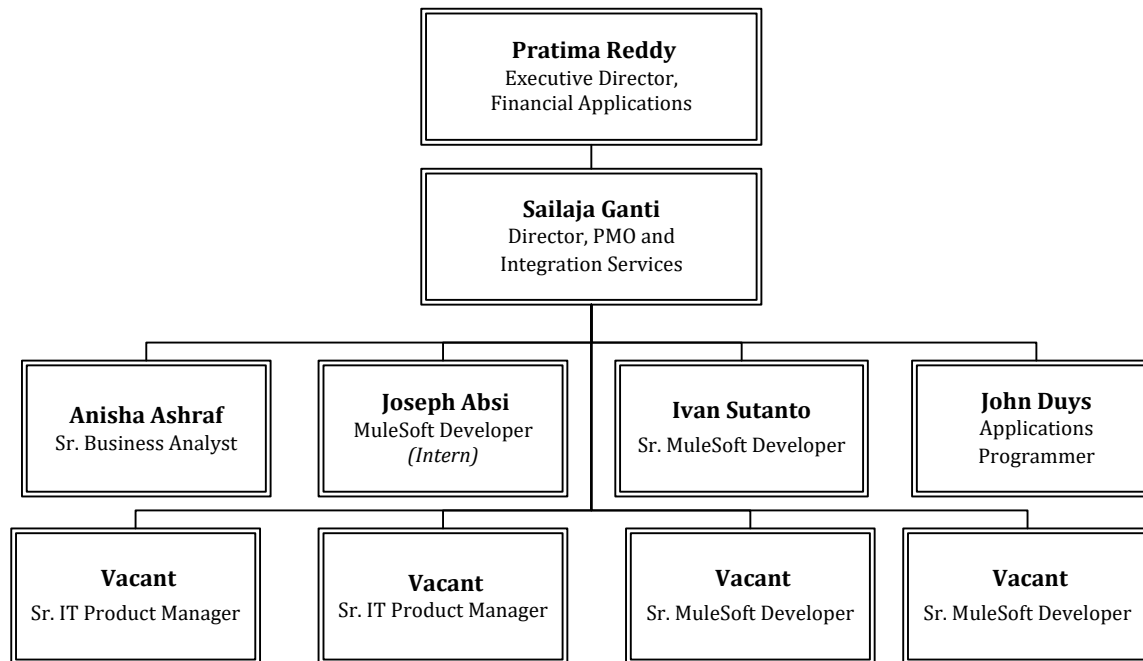 Pratima Reddy
Executive Director,
Financial Applications
Sailaja Ganti
Director, PMO and
Integration Services
Anisha Ashraf
Sr. Business Analyst
Joseph Absi
MuleSoft Developer
(Intern)
Ivan Sutanto
Sr. MuleSoft Developer
John Duys
Applications
Programmer
Vacant
Sr. IT Product Manager
Vacant
Sr. IT Product Manager
Vacant
Sr. MuleSoft Developer
Vacant
Sr. MuleSoft Developer